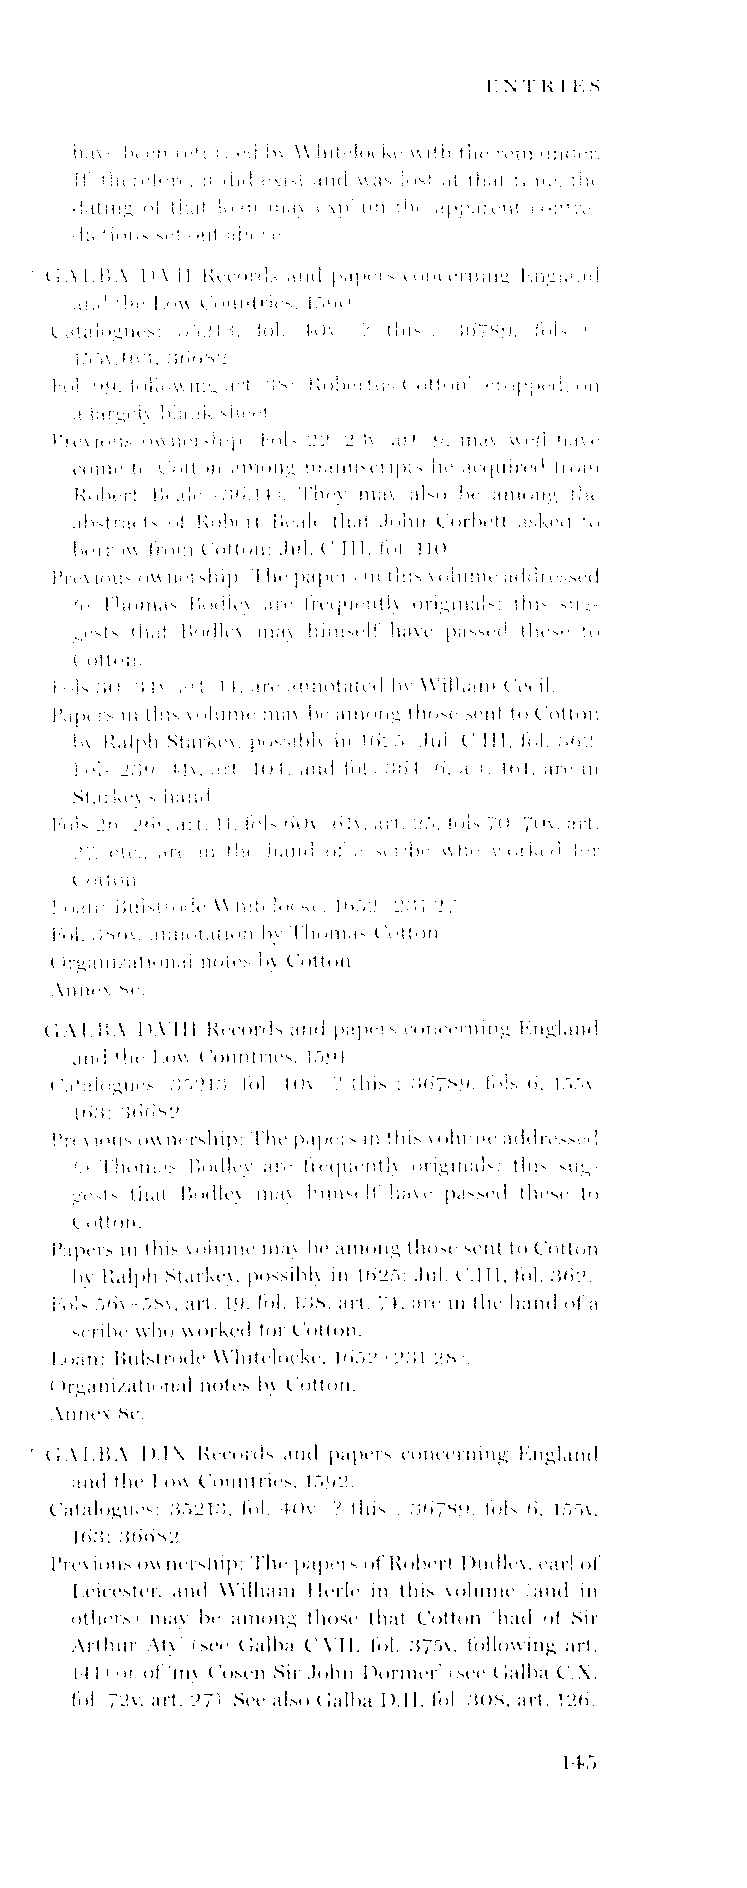 ENTRIES
have been returned by Whitelocke with the remainder.
If, therefore, it did exist and was lost at that time, the
dating of that loan may explain the apparent contra-
dictions set out above.
GALBA D.VII Records and papers concerning England
and the Low Countries, 1590.
Catalogues: 35213, fol. 40v (? this); 36789, fols
155v, 163; 36682.
Fol. 99, following art. 38: 'Robertus Cotton' cropped, on
a largely blank sheet.
Previous ownership: Fols 22–23v, art. 9, may well have
come to Cotton among manuscripts he acquired from
Robert Beale They may also be among the
abstracts of Robert Beale that John Corbett asked to
borrow from Cotton: Jul. C.III, fol. 110.
Previous ownership: The papers in this volume addressed
to Thomas Bodley are frequently originals: this sug-
gests that Bodley may himself have passed these to
Cotton.
Fols 30–34v, art. 14, are annotated by William Cecil.
Papers in this volume may be among those sent to Cotton
by Ralph Starkey, possibly in 1625: Jul. C.III, fol. 362.
Fols 239–44v, art. 104, and fols 364–6, art. 164, are in
Starkey's hand.
Fols 26–26v, art. 11, fols 60v–64v, art. 25, fols 70–70v, art.
27, etc., are in the hand of a scribe who worked for
Cotton.
Loan: Bulstrode Whitelocke, 1652 (231.27).
Fol. 380v, annotation by Thomas Cotton.
Organizational notes by Cotton.
Annex 8e.
GALBA D.VIII Records and papers concerning England
and the Low Countries, 1591.
Catalogues: 35213, fol. 40v (? this); 36789, fols 6, 155v,
163; 36682.
Previous ownership: The papers in this volume addressed
to Thomas Bodley are frequently originals: this sug-
gests that Bodley may himself have passed these to
Cotton.
Papers in this volume may be among those sent to Cotton
by Ralph Starkey, possibly in 1625: Jul. C.III, fol. 362.
Fols 56v–58v, art. 19, fol. 138, art. 74, are in the hand of a
scribe who worked for Cotton.
Loan: Bulstrode Whitelocke, 1652 (231.28).
Organizational notes by Cotton.
Annex 8e.
GALBA D.IX Records and papers concerning England
and the Low Countries, 1592.
Catalogues: 35213, fol. 40v (? this); 36789, fols 6, 155v,
163; 36682.
Previous ownership: The papers of Robert Dudley, earl of
Leicester, and William Herle in this volume (and in
others) may be among those that Cotton 'had of Sir
Arthur Aty' (see Galba C.VII, fol. 375v, following art.
141) or of 'my Cosen Sir John Dormer' (see Galba C.X,
fol. 72v, art. 27). See also Galba D.II, fol. 308, art. 126.
145